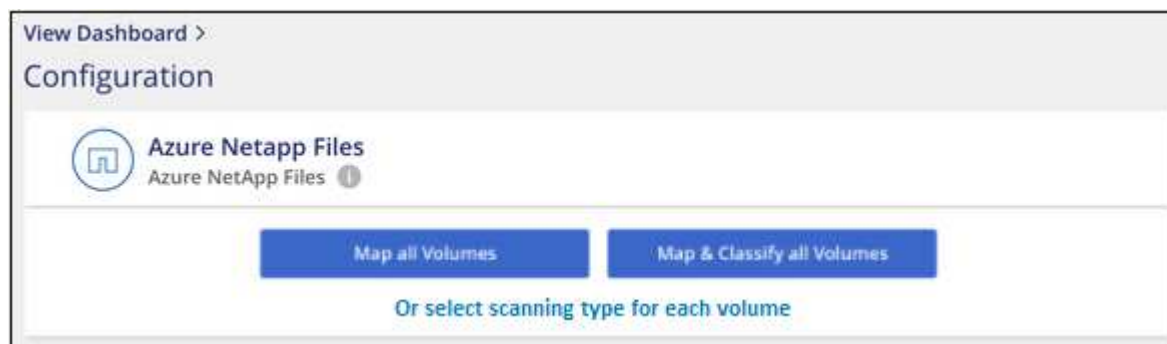 View Dashboard >
Configuration
Azure Netapp Files
Azure NetApp Files i
Map all Volumes
Map & Classify all Volumes
Or select scanning type for each volume